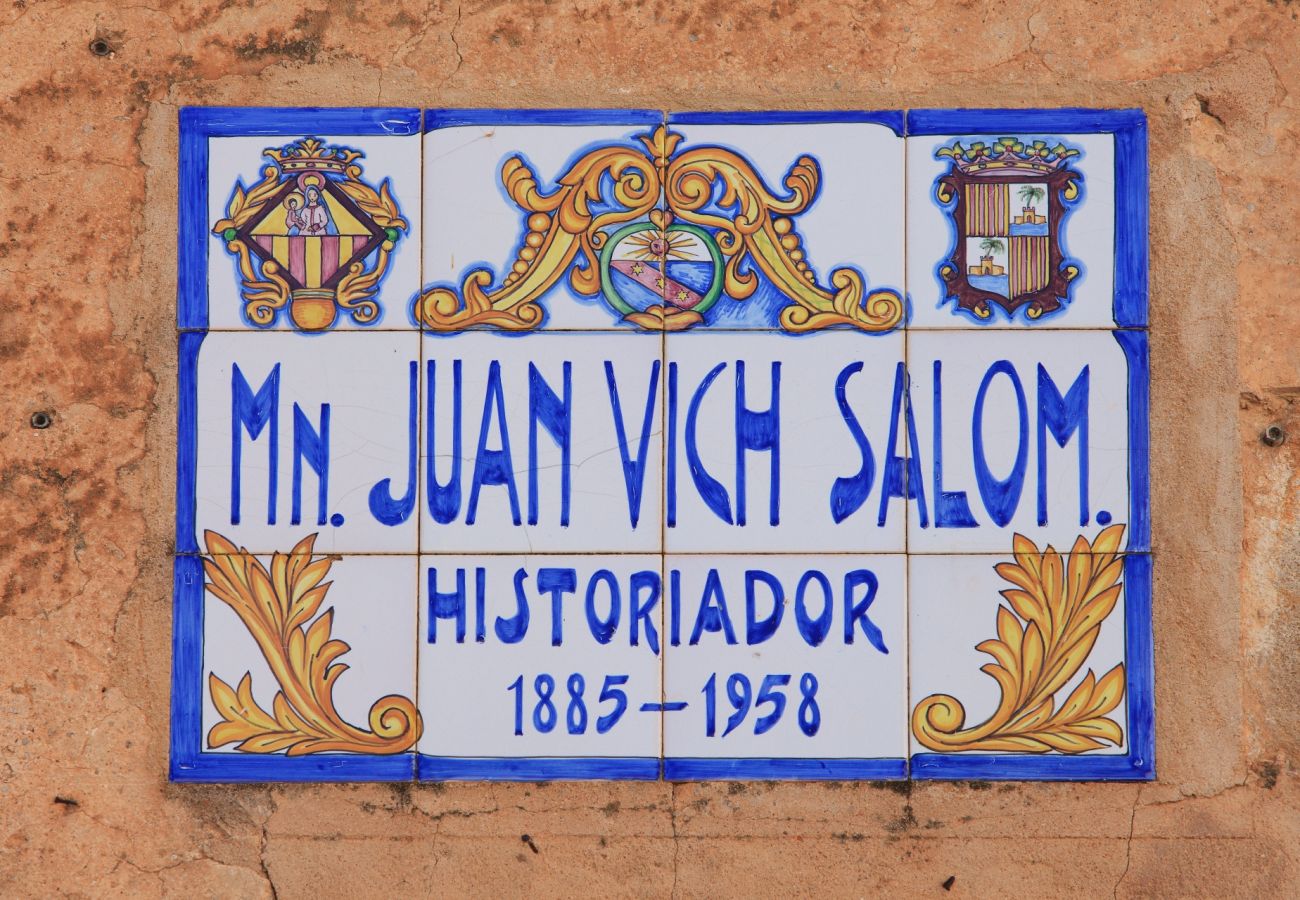 Mn. JUAN VICH SALOM.
HISTORIADOR
1885-1958